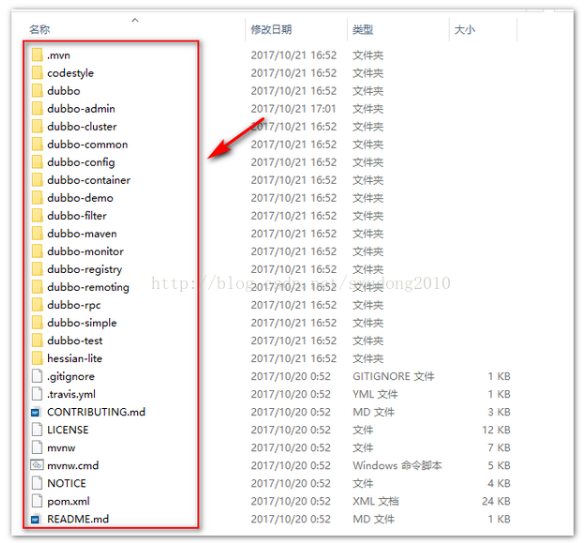 名称 修改日期 类型 大小
.mvn 2017/10/21 16:52 文件夹
codestyle 2017/10/21 16:52 文件夹
dubbo 2017/10/21 16:52 文件夹
dubbo-admin 2017/10/21 17:01 文件夹
dubbo-cluster 2017/10/21 16:52 文件夹
dubbo-common 2017/10/21 16:52 文件夹
dubbo-config 2017/10/21 16:52 文件夹
dubbo-container 2017/10/21 16:52 文件夹
dubbo-demo 2017/10/21 16:52 文件夹
dubbo-filter 2017/10/21 16:52 文件夹
dubbo-maven 2017/10/21 16:52 文件夹
dubbo-monitor 2017/10/21 16:52 文件夹
dubbo-registry 2017/10/21 16:52 文件夹
dubbo-remoting 2017/10/21 16:52 文件夹
dubbo-rpc 2017/10/21 16:52 文件夹
dubbo-simple 2017/10/21 16:52 文件夹
dubbo-test 2017/10/21 16:52 文件夹
hessian-lite 2017/10/21 16:52 文件夹
.gitignore 2017/10/20 0:52 GITIGNORE 文件 1 KB
.travis.yml 2017/10/20 0:52 YML 文件 1 KB
CONTRIBUTING.md 2017/10/20 0:52 MD 文件 3 KB
LICENSE 2017/10/20 0:52 文件 12 KB
mvnw 2017/10/20 0:52 文件 7 KB
mvnw.cmd 2017/10/20 0:52 Windows 命令脚本 5 KB
NOTICE 2017/10/20 0:52 文件 4 KB
pom.xml 2017/10/20 0:52 XML 文档 24 KB
README.md 2017/10/20 0:52 MD 文件 1 KB